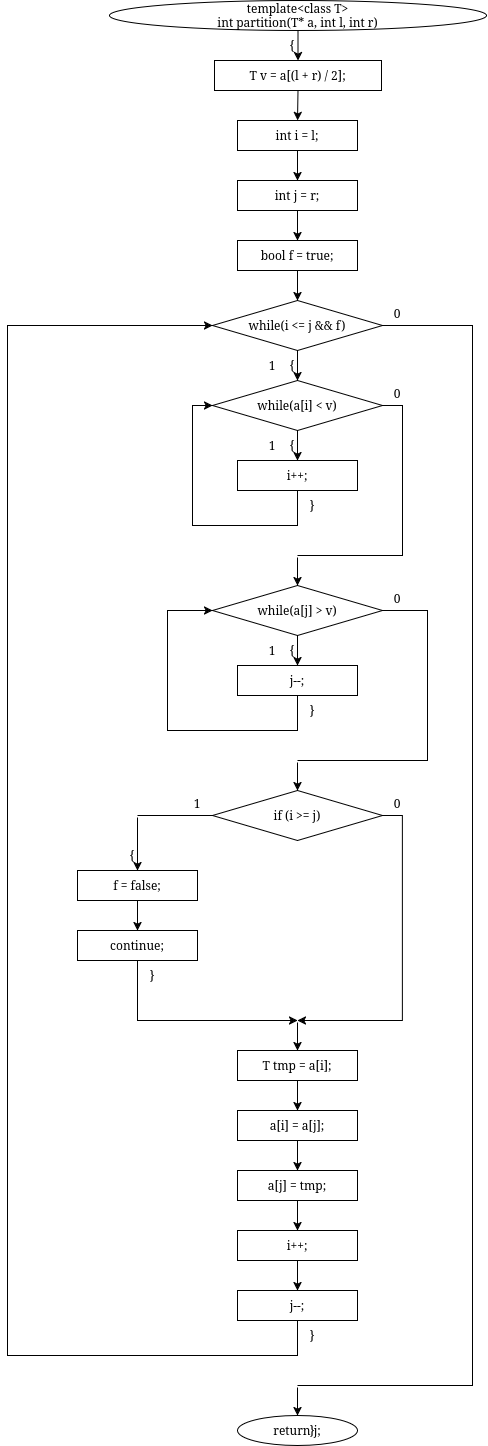 template<class T>
int partition(T* a, int l, int r)
{
T v = a[(l + r) / 2];
int i = l;
int j = r;
bool f = true;
while(i <= j && f)
0
1 {
while(a[i] < v)
0
1 {
i++;
}
while(a[j] > v)
0
1 {
j--;
}
if (i >= j)
1
0
{
f = false;
continue;
}
T tmp = a[i];
a[i] = a[j];
a[j] = tmp;
i++;
j--;
}
return}j;